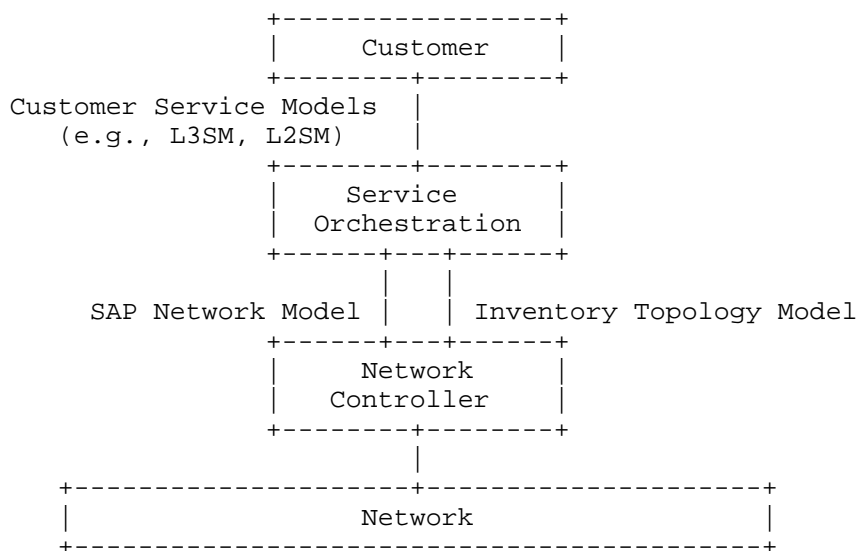 Customer
Customer Service Models
(e.g., L3SM, L2SM)
Service
Orchestration
SAP Network Model
Inventory Topology Model
Network
Controller
Network